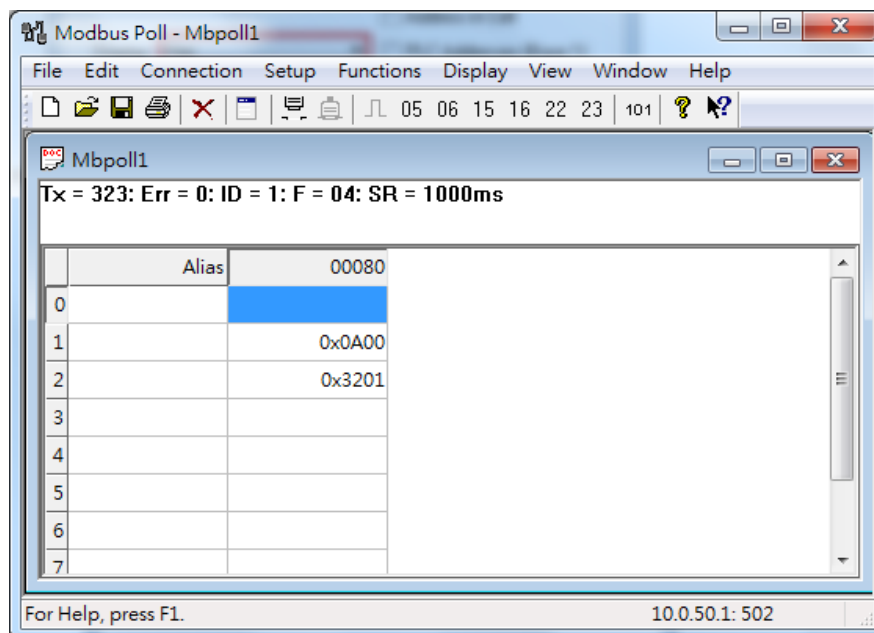 Modbus Poll - Mbpoll1
File Edit Connection Setup Functions Display View Window Help
05 06 15 16 22 23 101
Mbpoll1
Tx = 323: Err = 0: ID = 1: F = 04: SR = 1000ms
Alias 00080
0
1 0x0A00
2 0x3201
3
4
5
6
7
For Help, press F1. 10.0.50.1: 502